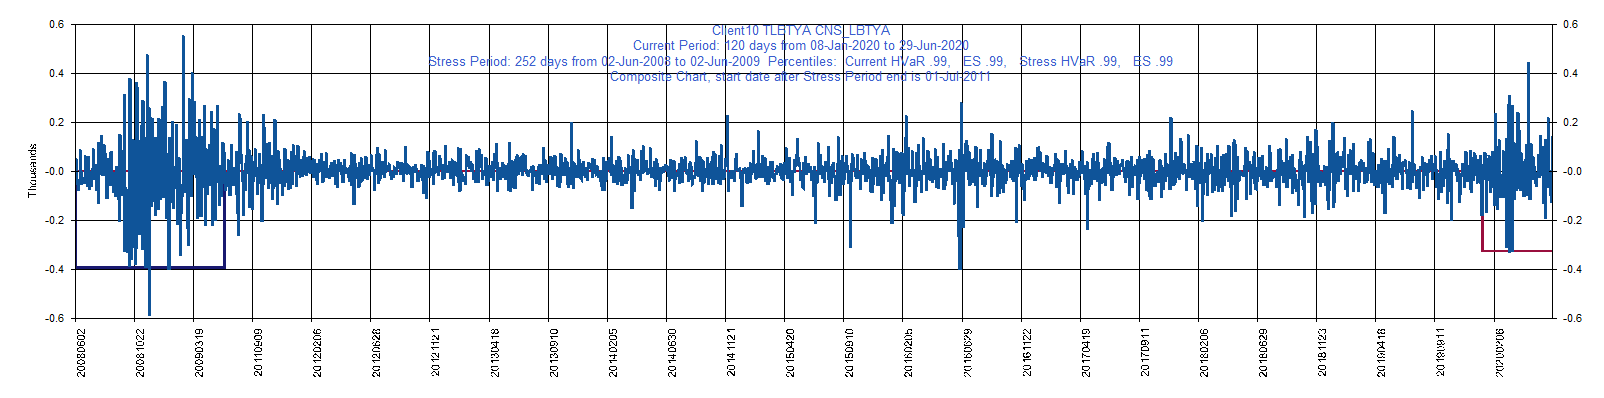 Client10 TLBTYA CNS_LBTYA
Current Period: 120 days from 08-Jan-2020 to 29-Jun-2020
Stress Period: 252 days from 02-Jun-2008 to 02-Jun-2009 Percentiles: Current HVaR .99, ES .99, Stress HVaR .99, ES .99
Composite Chart, start date after Stress Period end is 01-Jul-2011
0.6 0.6
0.4 0.4
0.2 0.2
-0.0 -0.0
-0.2 -0.2
-0.4 -0.4
-0.6 -0.6
Thousands
20080602 20081022 20090319 20110909 20120206 20120628 20121121 20130418 20130910 20140205 20140630 20141121 20150420 20150910 20160205 20160629 20161122 20170419 20170911 20180206 20180629 20181123 20190418 20190911 20200206